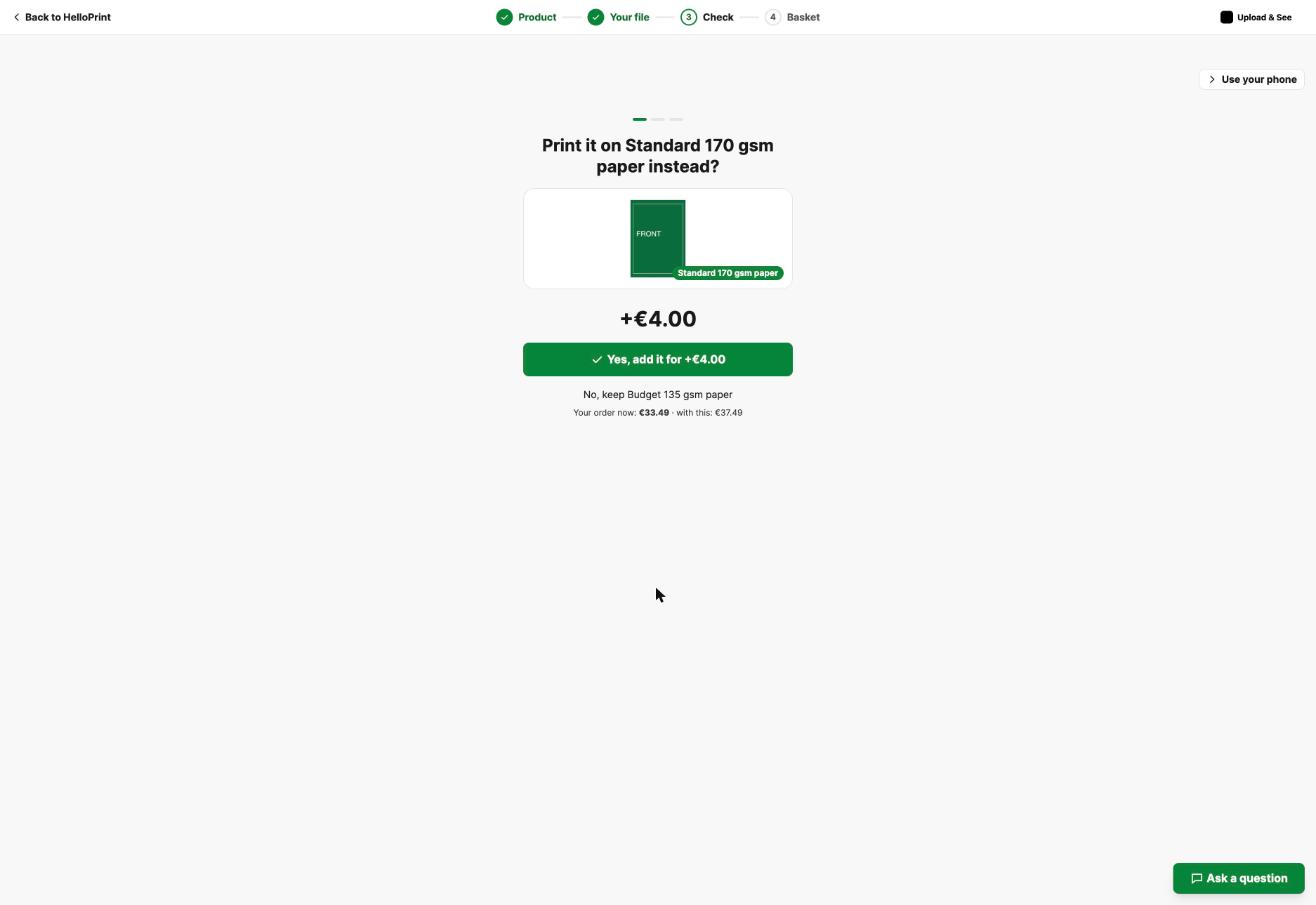 Back to HelloPrint
Product
Your file
3 Check
4 Basket
Upload & See
Use your phone
Print it on Standard 170 gsm
paper instead?
FRONT
Standard 170 gsm paper
+€4.00
Yes, add it for +€4.00
No, keep Budget 135 gsm paper
Your order now: €33.49 · with this: €37.49
Ask a question